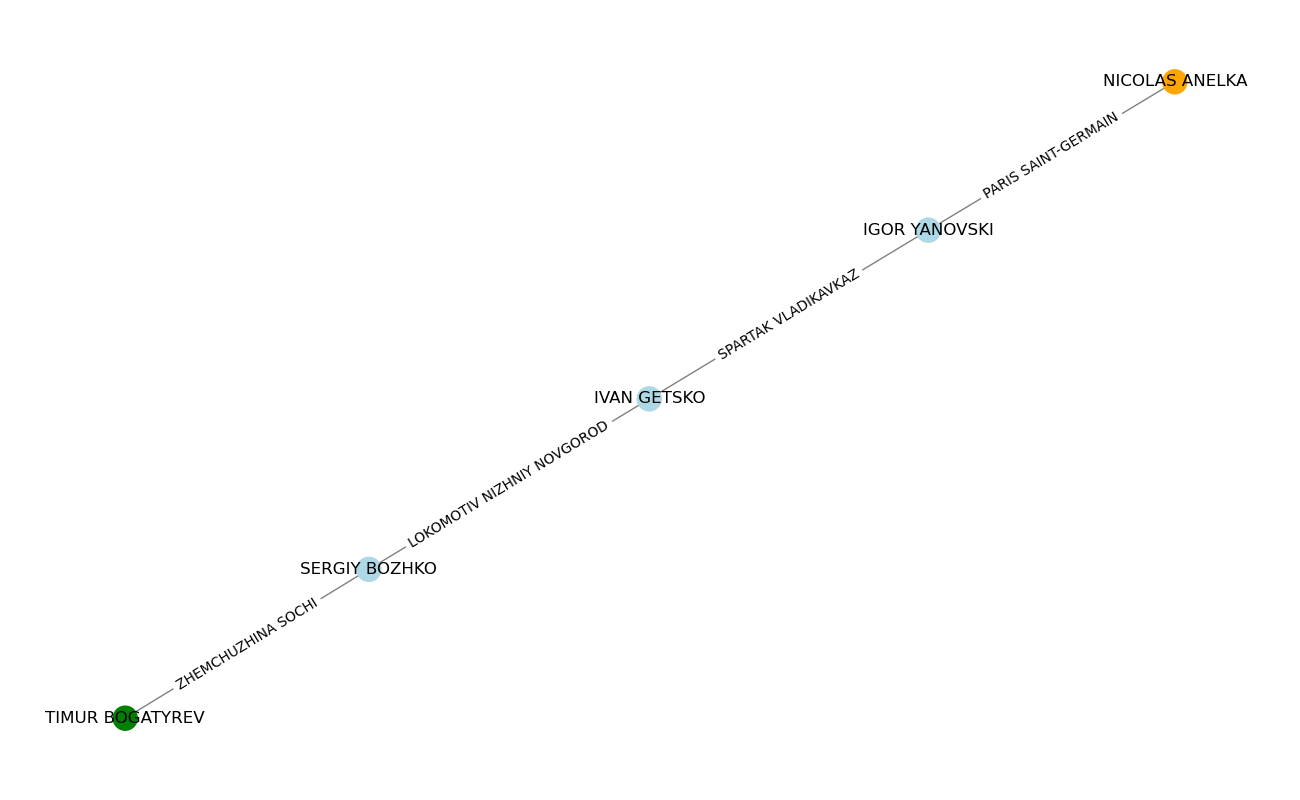 NICOLAS ANELKA
PARIS SAINT-GERMAIN
IGOR YANOVSKI
SPARTAK VLADIKAVKAZ
IVAN GETSKO
LOKOMOTIV NIZHNIY NOVGOROD
SERGIY BOZHKO
ZHEMCHUZHINA SOCHI
TIMUR BOGATYREV